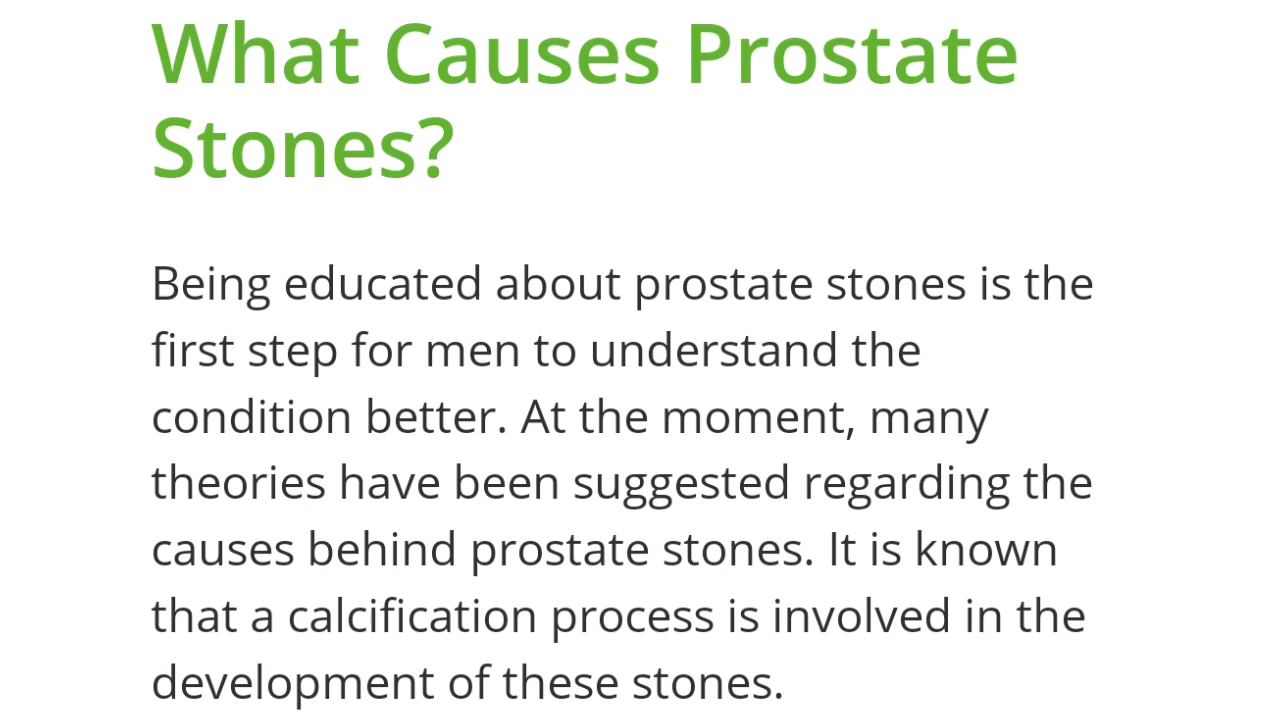 What Causes Prostate
Stones?
Being educated about prostate stones is the
first step for men to understand the
condition better. At the moment, many
theories have been suggested regarding the
causes behind prostate stones. It is known
that a calcification process is involved in the
development of these stones.